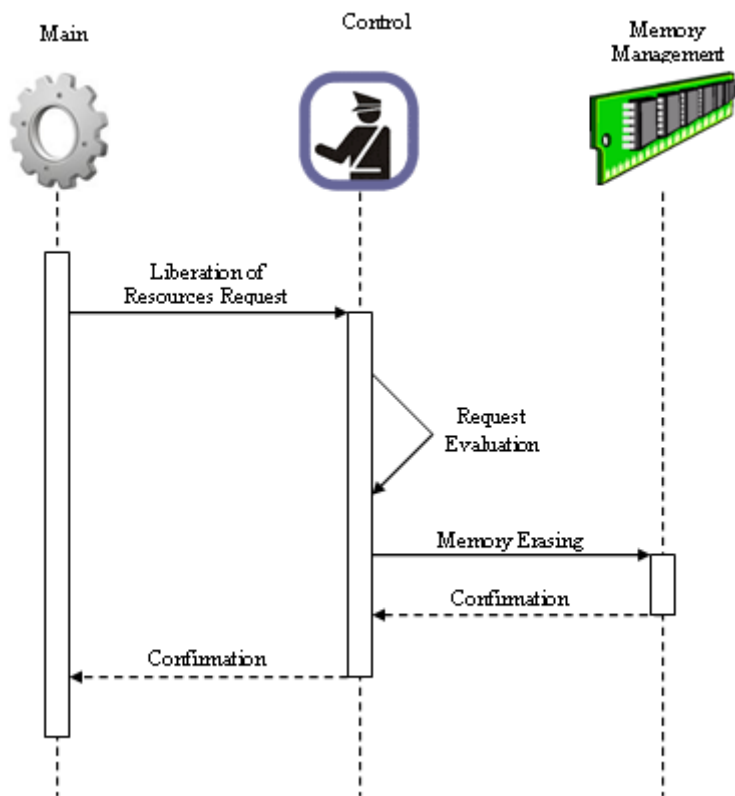 Main
Control
Memory
Management
Liberation of
Resources Request
Request
Evaluation
Memory Erasing
Confirmation
Confirmation